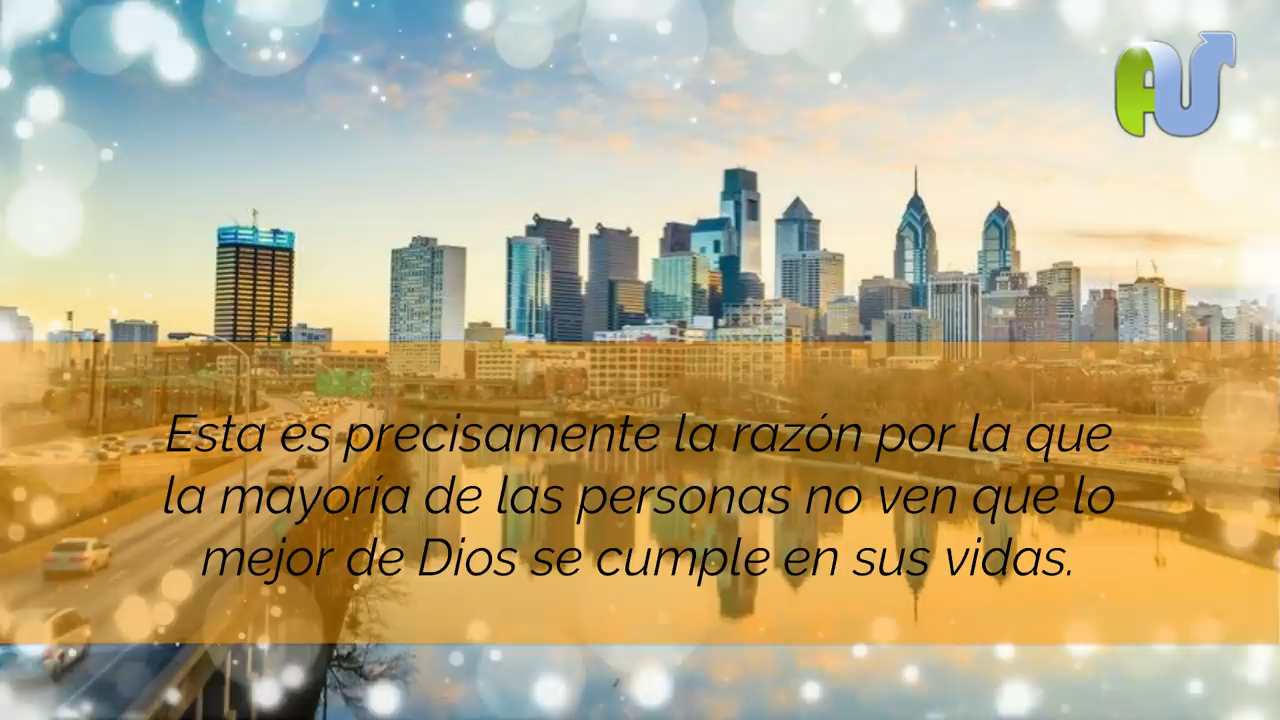 Esta es precisamente la razón por la que
la mayoría de las personas no ven que lo
mejor de Dios se cumple en sus vidas.